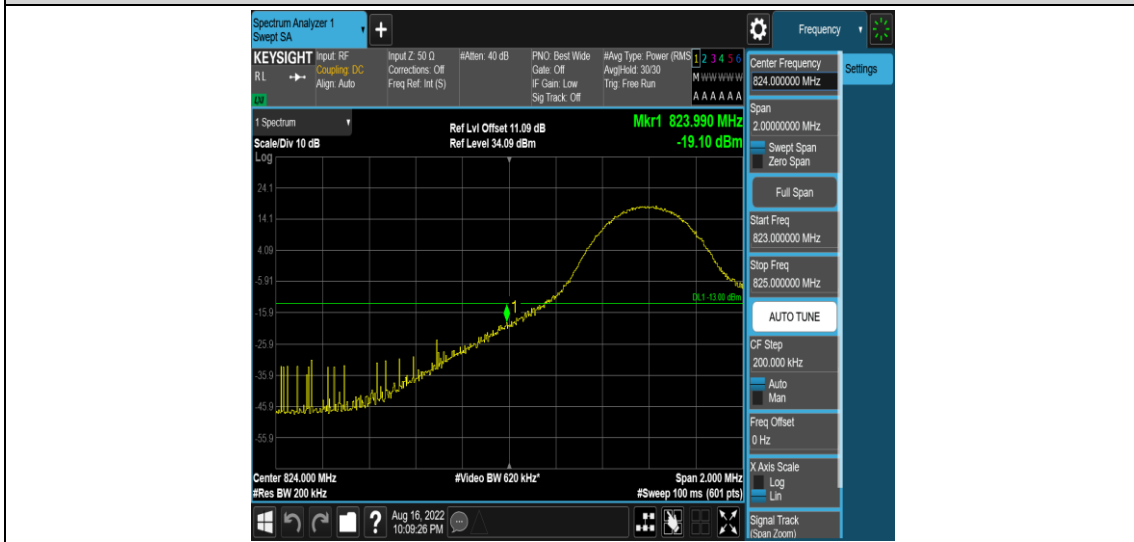 Spectrum Analyzer 1
Swept SA
+
Frequency
KEYSIGHT
RL
Input: RF
Coupling: DC
Align: Auto
Input Z: 50 Ω
Corrections: Off
Freq Ref: Int (S)
#Atten: 40 dB
PNO: Best Wide
Gate: Off
IF Gain: Low
Sig Track: Off
#Avg Type: Power (RMS
Avg|Hold: 30/30
Trig: Free Run
1 2 3 4 5 6
M W W W W W
A A A A A A
1 Spectrum
Scale/Div 10 dB
Log
Ref Lvl Offset 11.09 dB
Ref Level 34.09 dBm
Mkr1 823.990 MHz
-19.10 dBm
24.1
14.1
4.09
-5.91
-15.9
-25.9
-35.9
-45.9
-55.9
1
DL1 -13.00 dBm
Center 824.000 MHz
#Res BW 200 kHz
#Video BW 620 kHz*
Span 2.000 MHz
#Sweep 100 ms (601 pts)
Center Frequency
824.000000 MHz
Settings
Span
2.00000000 MHz
Swept Span
Zero Span
Full Span
Start Freq
823.000000 MHz
Stop Freq
825.000000 MHz
AUTO TUNE
CF Step
200.000 kHz
Auto
Man
Freq Offset
0 Hz
X Axis Scale
Log
Lin
Signal Track
(Span Zoom)
?
Aug 16, 2022
10:09:26 PM